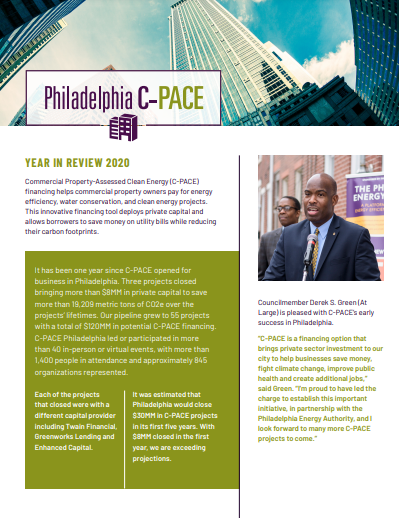 Philadelphia C-PACE
YEAR IN REVIEW 2020
Commercial Property-Assessed Clean Energy (C-PACE)
financing helps commercial property owners pay for energy
efficiency, water conservation, and clean energy projects.
This innovative financing tool deploys private capital and
allows borrowers to save money on utility bills while reducing
their carbon footprints.
It has been one year since C-PACE opened for
business in Philadelphia. Three projects closed
bringing more than $8MM in private capital to save
more than 19,209 metric tons of CO2e over the
projects' lifetimes. Our pipeline grew to 55 projects
with a total of $120MM in potential C-PACE financing.
C-PACE Philadelphia led or participated in more
than 40 in-person or virtual events, with more than
1,400 people in attendance and approximately 845
organizations represented.
Each of the projects
that closed were with a
different capital provider
including Twain Financial,
Greenworks Lending and
Enhanced Capital.
It was estimated that
Philadelphia would close
$30MM in C-PACE projects
in its first five years. With
$8MM closed in the first
year, we are exceeding
projections.
THE PH
ENERGY
Councilmember Derek S. Green (At
Large) is pleased with C-PACE's early
success in Philadelphia.
"C-PACE is a financing option that
brings private sector investment to our
city to help businesses save money,
fight climate change, improve public
health and create additional jobs,"
said Green. "I'm proud to have led the
charge to establish this important
initiative, in partnership with the
Philadelphia Energy Authority, and I
look forward to many more C-PACE
projects to come."